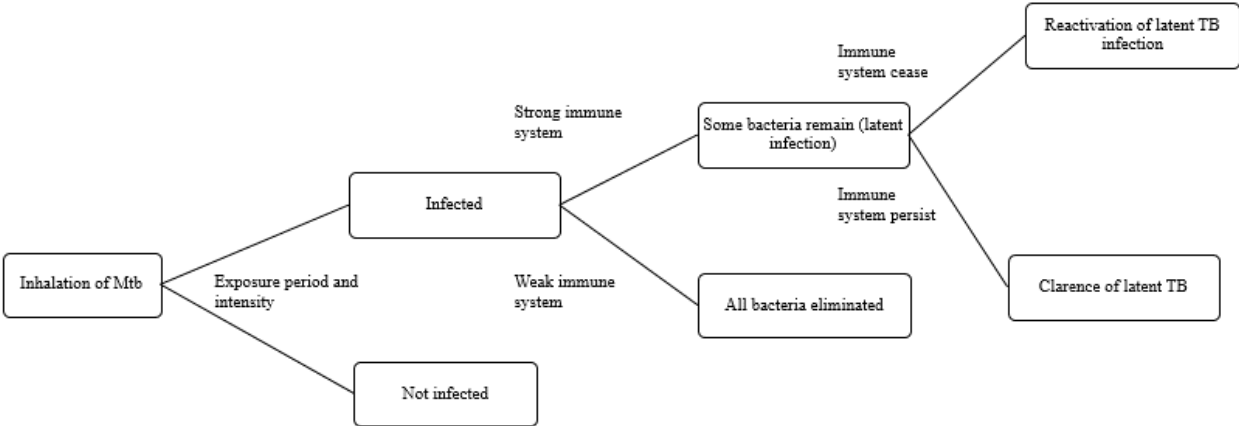 Inhalation of Mtb
Exposure period and
intensity
Infected
Not infected
Strong immune
system
Weak immune
system
Some bacteria remain (latent
infection)
All bacteria eliminated
Immune
system cease
Immune
system persist
Reactivation of latent TB
infection
Clarence of latent TB